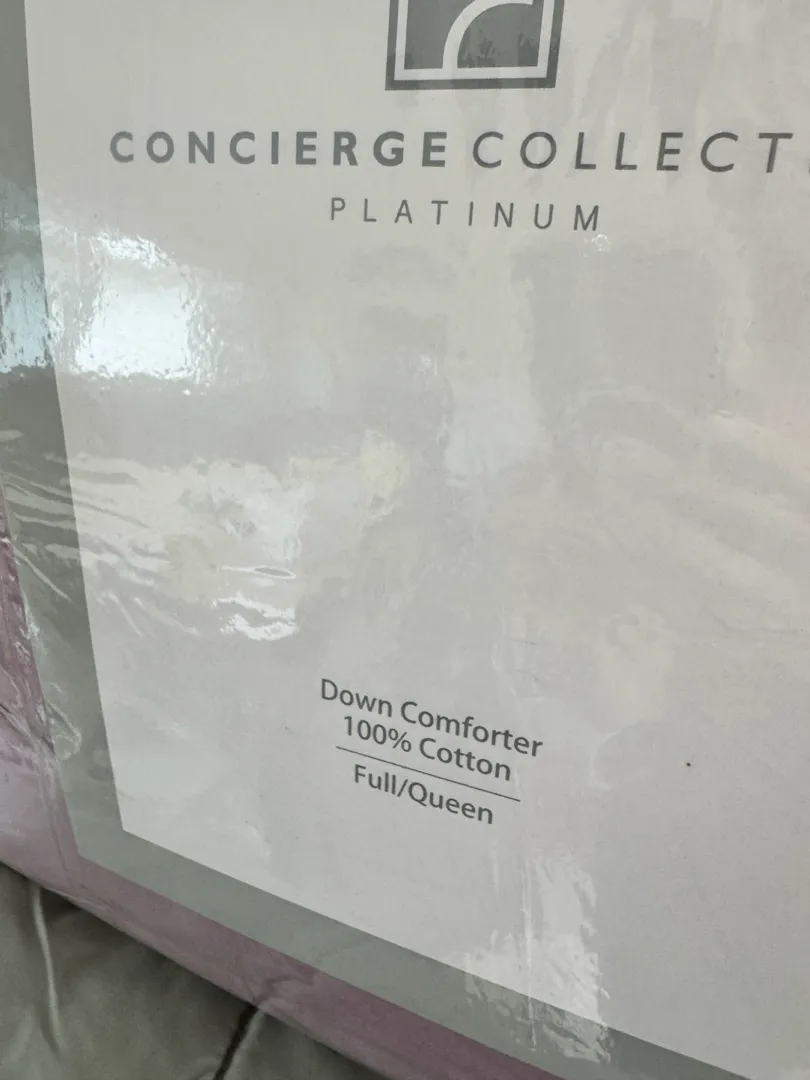 CONCIERGE COLLECT
PLATINUM
Down Comforter
100% Cotton
Full/Queen